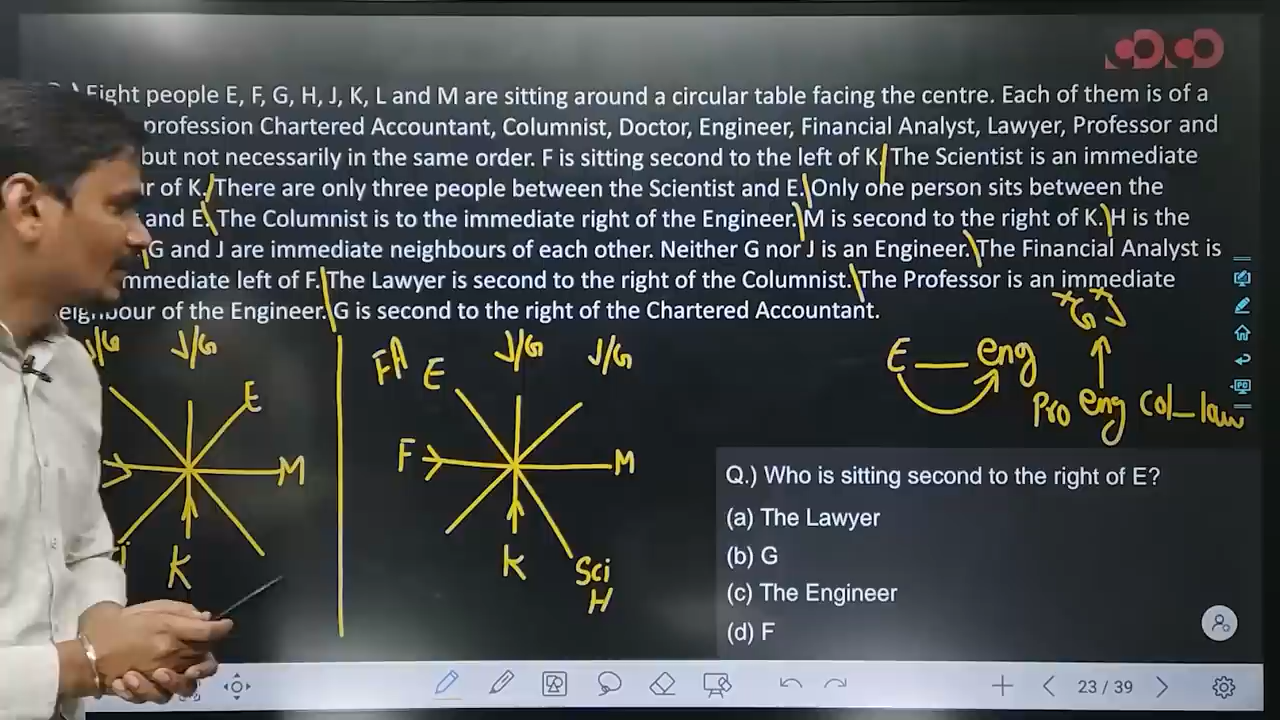 Eight people E, F, G, H, J, K, L and M are sitting around a circular table facing the centre. Each of them is of a
profession Chartered Accountant, Columnist, Doctor, Engineer, Financial Analyst, Lawyer, Professor and
but not necessarily in the same order. F is sitting second to the left of K. The Scientist is an immediate
of K. There are only three people between the Scientist and E. Only one person sits between the
and E. The Columnist is to the immediate right of the Engineer. M is second to the right of K. H is the
G and J are immediate neighbours of each other. Neither G nor J is an Engineer. The Financial Analyst is
immediate left of F. The Lawyer is second to the right of the Columnist. The Professor is an immediate
neighbour of the Engineer. G is second to the right of the Chartered Accountant.
J/G J/G
E
M
K
FA E J/G J/G
F M
K Sci
H
G J
E — eng
Pro eng Col_law
Q.) Who is sitting second to the right of E?
(a) The Lawyer
(b) G
(c) The Engineer
(d) F
23 / 39